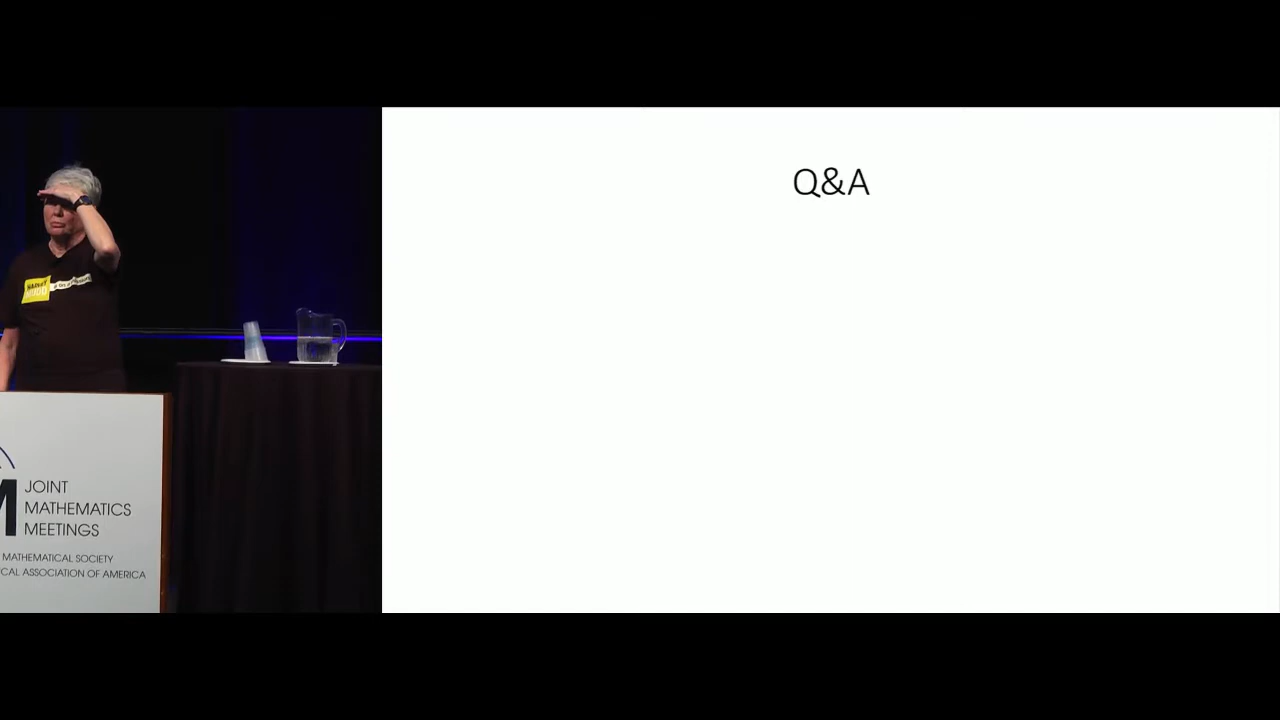 Q&A
JOINT
MATHEMATICS
MEETINGS
MATHEMATICAL SOCIETY
CAL ASSOCIATION OF AMERICA